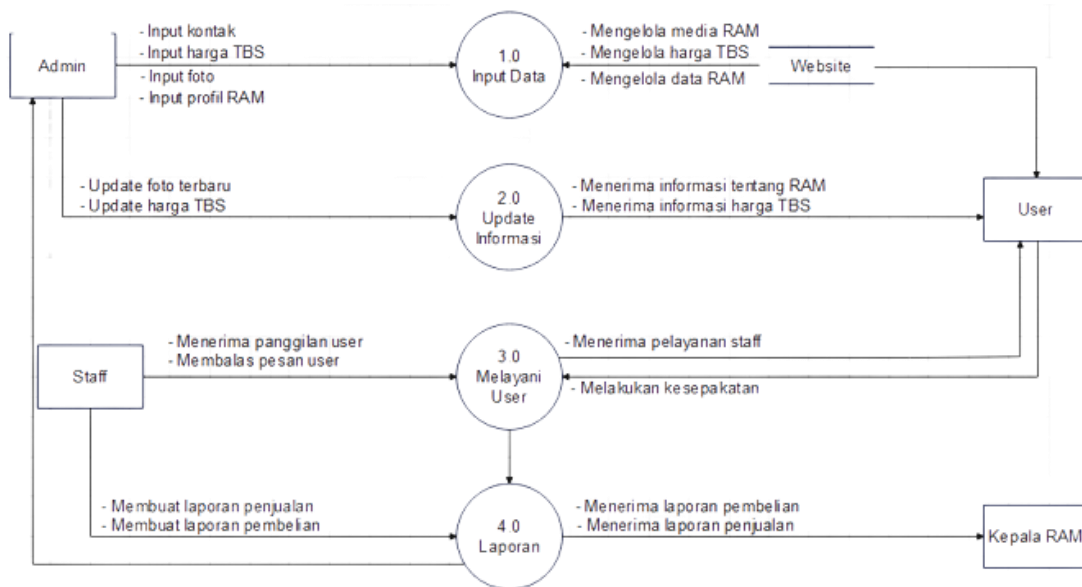 Admin
- Input kontak
- Input harga TBS
- Input foto
- Input profil RAM
1.0
Input Data
- Mengelola media RAM
- Mengelola harga TBS
- Mengelola data RAM
Website
- Update foto terbaru
- Update harga TBS
2.0
Update
Informasi
- Menerima informasi tentang RAM
- Menerima informasi harga TBS
User
Staff
- Menerima panggilan user
- Membalas pesan user
3.0
Melayani
User
- Menerima pelayanan staff
- Melakukan kesepakatan
- Membuat laporan penjualan
- Membuat laporan pembelian
4.0
Laporan
- Menerima laporan pembelian
- Menerima laporan penjualan
Kepala RAM